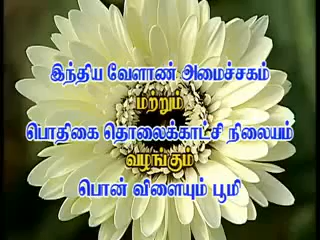 இந்திய வேளாண் அமைச்சகம்
மற்றும்
பொதிகை தொலைக்காட்சி நிலையம்
வழங்கும்
பொன் விளையும் பூமி